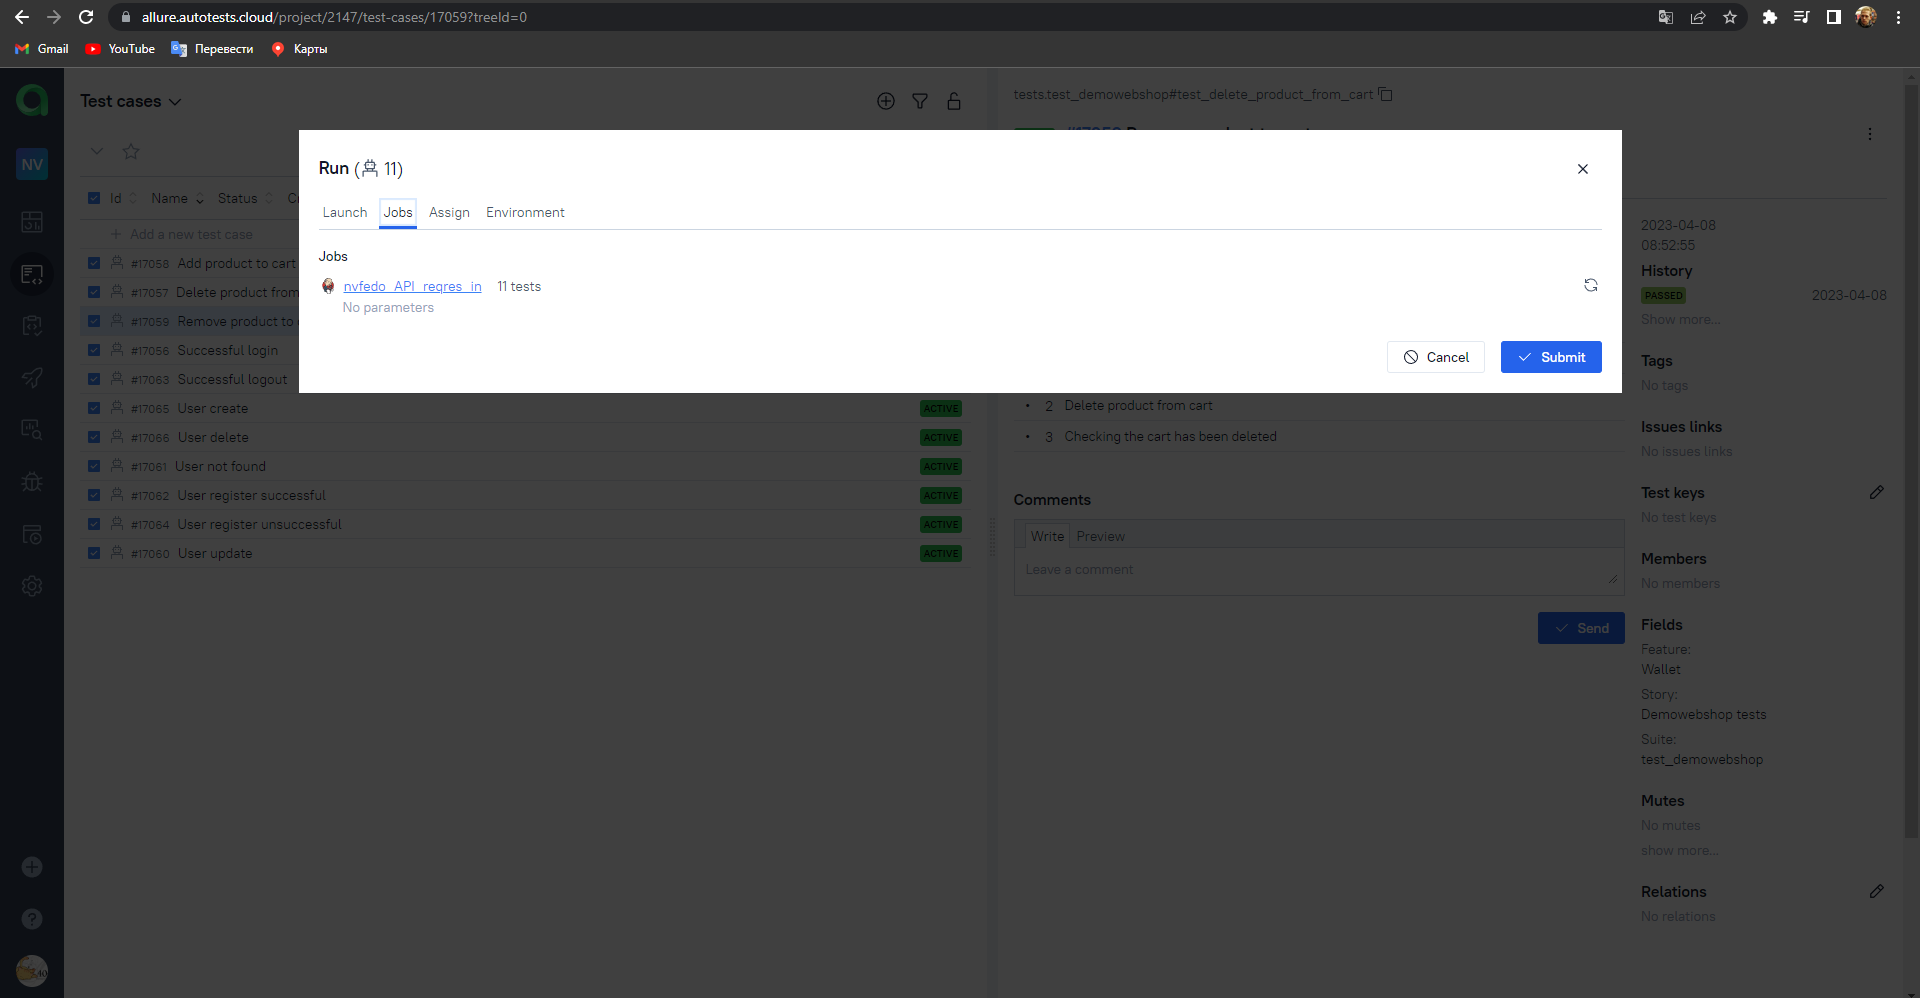 allure.autotests.cloud/project/2147/test-cases/17059?treeId=0
Gmail YouTube Перевести Карты
Test cases
tests.test_demowebshop#test_delete_product_from_cart
NV
Run (11)
Launch Jobs Assign Environment
Jobs
nvfedo_API_reqres_in 11 tests
No parameters
Cancel Submit
Id Name Status
Add a new test case
#17058 Add product to cart
#17057 Delete product from
#17059 Remove product to
#17056 Successful login
#17063 Successful logout
#17065 User create ACTIVE
#17066 User delete ACTIVE
#17061 User not found ACTIVE
#17062 User register successful ACTIVE
#17064 User register unsuccessful ACTIVE
#17060 User update ACTIVE
2 Delete product from cart
3 Checking the cart has been deleted
Comments
Write Preview
Leave a comment
Send
2023-04-08
08:52:55
History
PASSED 2023-04-08
Show more...
Tags
No tags
Issues links
No issues links
Test keys
No test keys
Members
No members
Fields
Feature:
Wallet
Story:
Demowebshop tests
Suite:
test_demowebshop
Mutes
No mutes
show more...
Relations
No relations